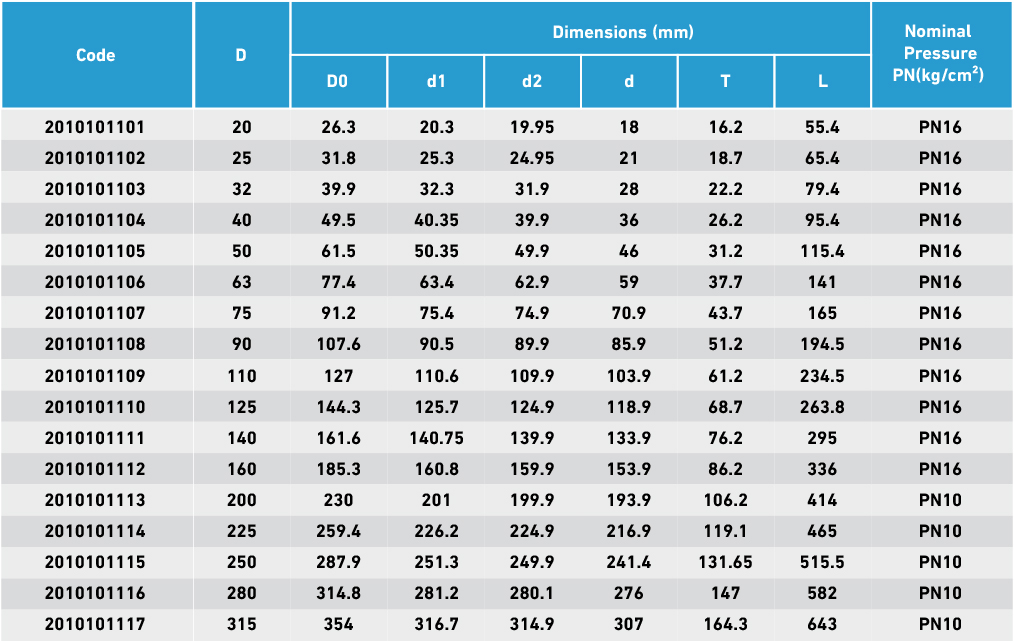 Code D Dimensions (mm) Nominal
Pressure
PN(kg/cm²)
D0 d1 d2 d T L
2010101101 20 26.3 20.3 19.95 18 16.2 55.4 PN16
2010101102 25 31.8 25.3 24.95 21 18.7 65.4 PN16
2010101103 32 39.9 32.3 31.9 28 22.2 79.4 PN16
2010101104 40 49.5 40.35 39.9 36 26.2 95.4 PN16
2010101105 50 61.5 50.35 49.9 46 31.2 115.4 PN16
2010101106 63 77.4 63.4 62.9 59 37.7 141 PN16
2010101107 75 91.2 75.4 74.9 70.9 43.7 165 PN16
2010101108 90 107.6 90.5 89.9 85.9 51.2 194.5 PN16
2010101109 110 127 110.6 109.9 103.9 61.2 234.5 PN16
2010101110 125 144.3 125.7 124.9 118.9 68.7 263.8 PN16
2010101111 140 161.6 140.75 139.9 133.9 76.2 295 PN16
2010101112 160 185.3 160.8 159.9 153.9 86.2 336 PN16
2010101113 200 230 201 199.9 193.9 106.2 414 PN10
2010101114 225 259.4 226.2 224.9 216.9 119.1 465 PN10
2010101115 250 287.9 251.3 249.9 241.4 131.65 515.5 PN10
2010101116 280 314.8 281.2 280.1 276 147 582 PN10
2010101117 315 354 316.7 314.9 307 164.3 643 PN10